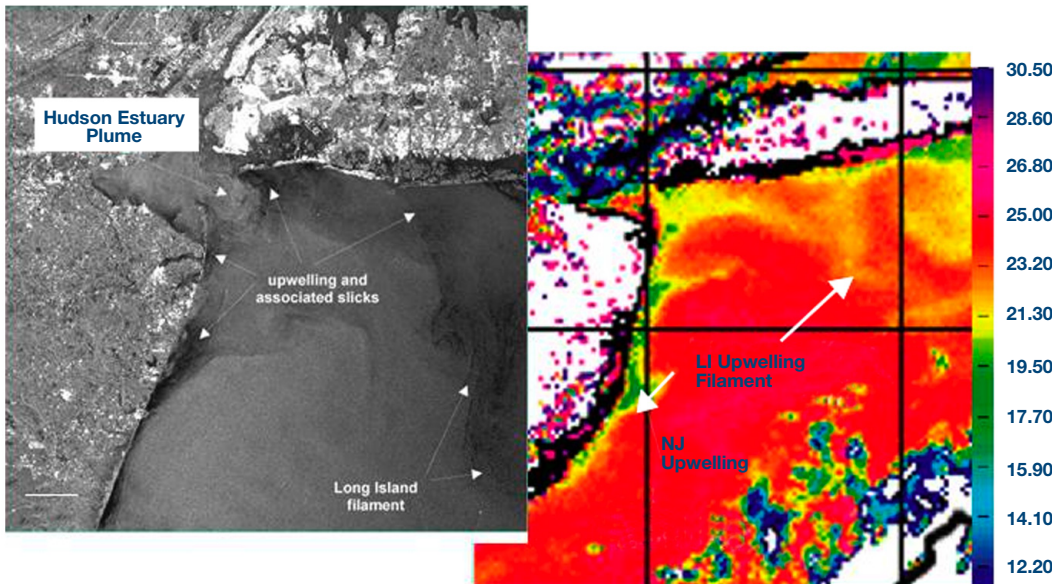 Hudson Estuary
Plume
upwelling and
associated slicks
Long Island
filament
LI Upwelling
Filament
NJ
Upwelling
30.50
28.60
26.80
25.00
23.20
21.30
19.50
17.70
15.90
14.10
12.20